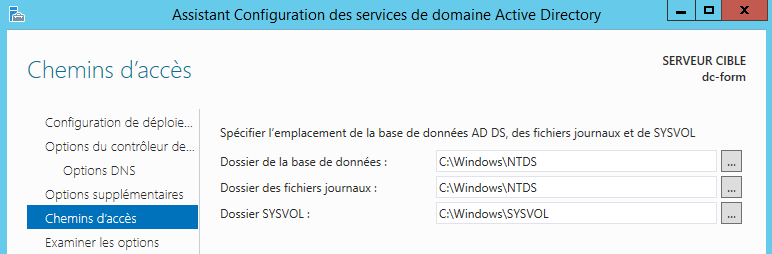 Assistant Configuration des services de domaine Active Directory
Chemins d'accès
SERVEUR CIBLE
dc-form
Configuration de déploie...
Options du contrôleur de...
Options DNS
Options supplémentaires
Chemins d'accès
Examiner les options
Spécifier l'emplacement de la base de données AD DS, des fichiers journaux et de SYSVOL
Dossier de la base de données : C:\Windows\NTDS ...
Dossier des fichiers journaux : C:\Windows\NTDS ...
Dossier SYSVOL : C:\Windows\SYSVOL ...